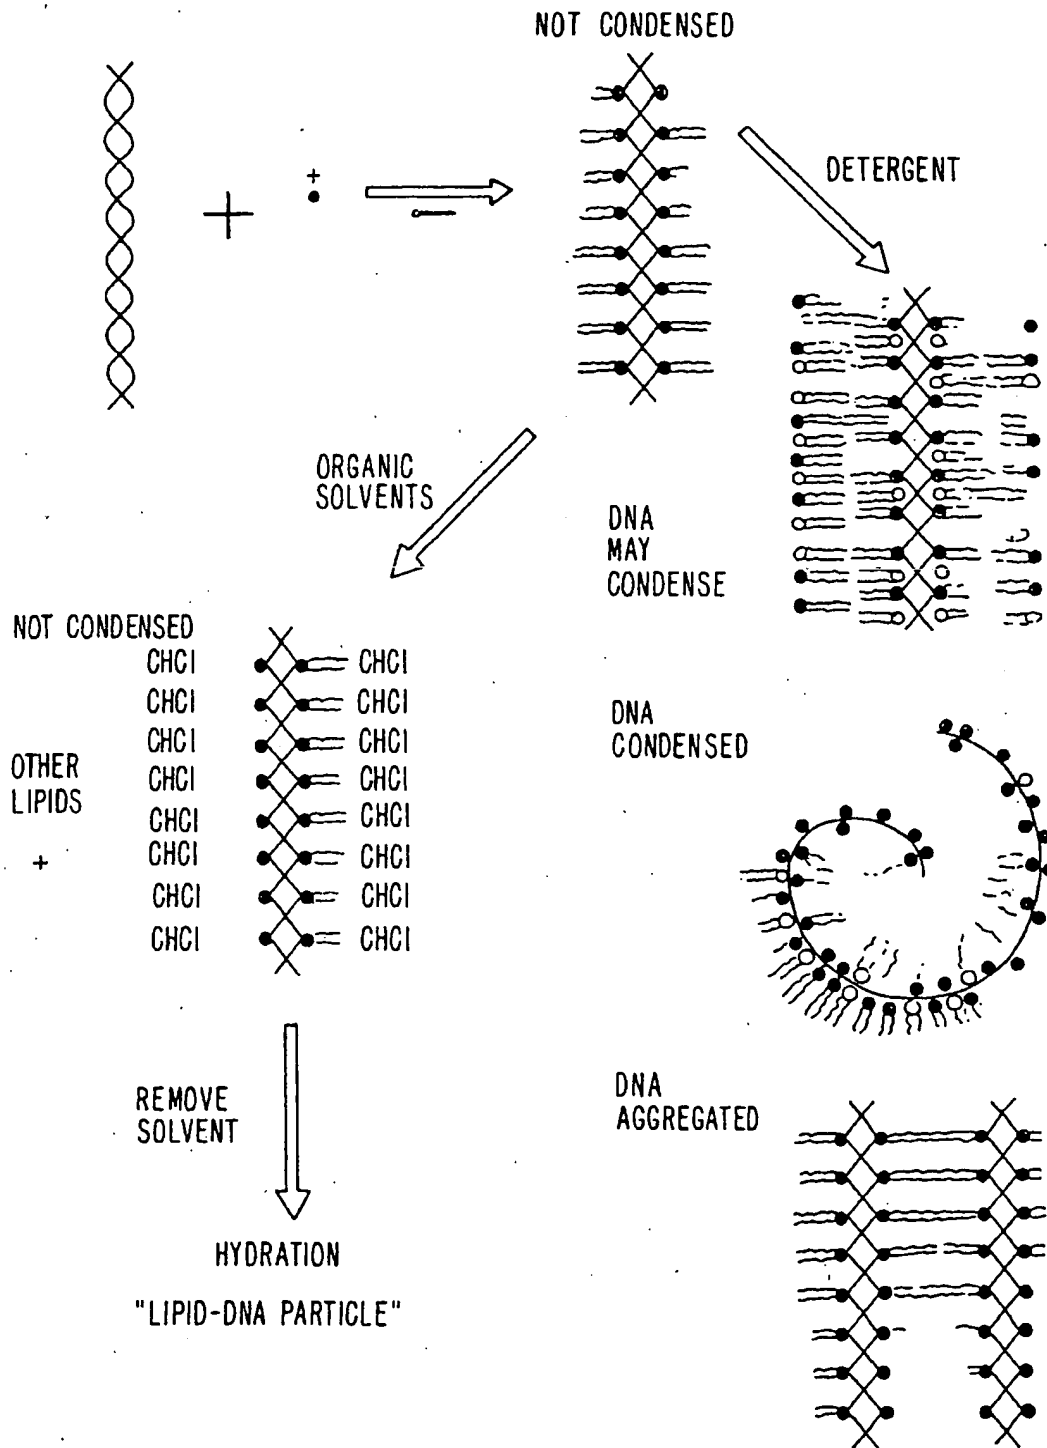 NOT CONDENSED
+
+
DETERGENT
ORGANIC
SOLVENTS
DNA
MAY
CONDENSE
NOT CONDENSED
CHCl CHCl
CHCl CHCl
CHCl CHCl
CHCl CHCl
CHCl CHCl
CHCl CHCl
CHCl CHCl
CHCl CHCl
OTHER
LIPIDS
+
DNA
CONDENSED
REMOVE
SOLVENT
HYDRATION
"LIPID-DNA PARTICLE"
DNA
AGGREGATED